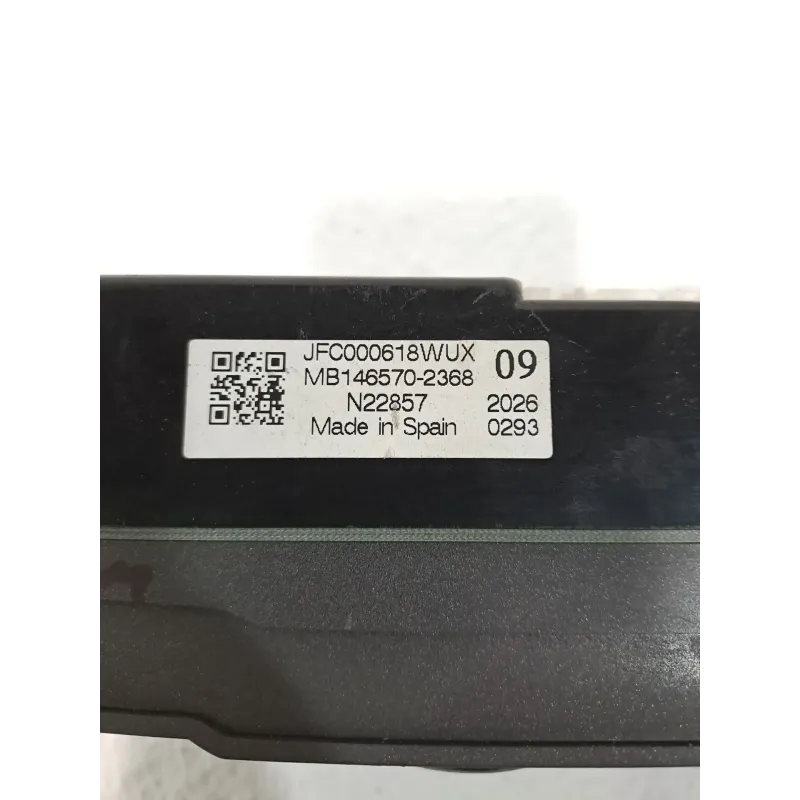 JFC000618WUX 09
MB146570-2368
N22857 2026
Made in Spain 0293